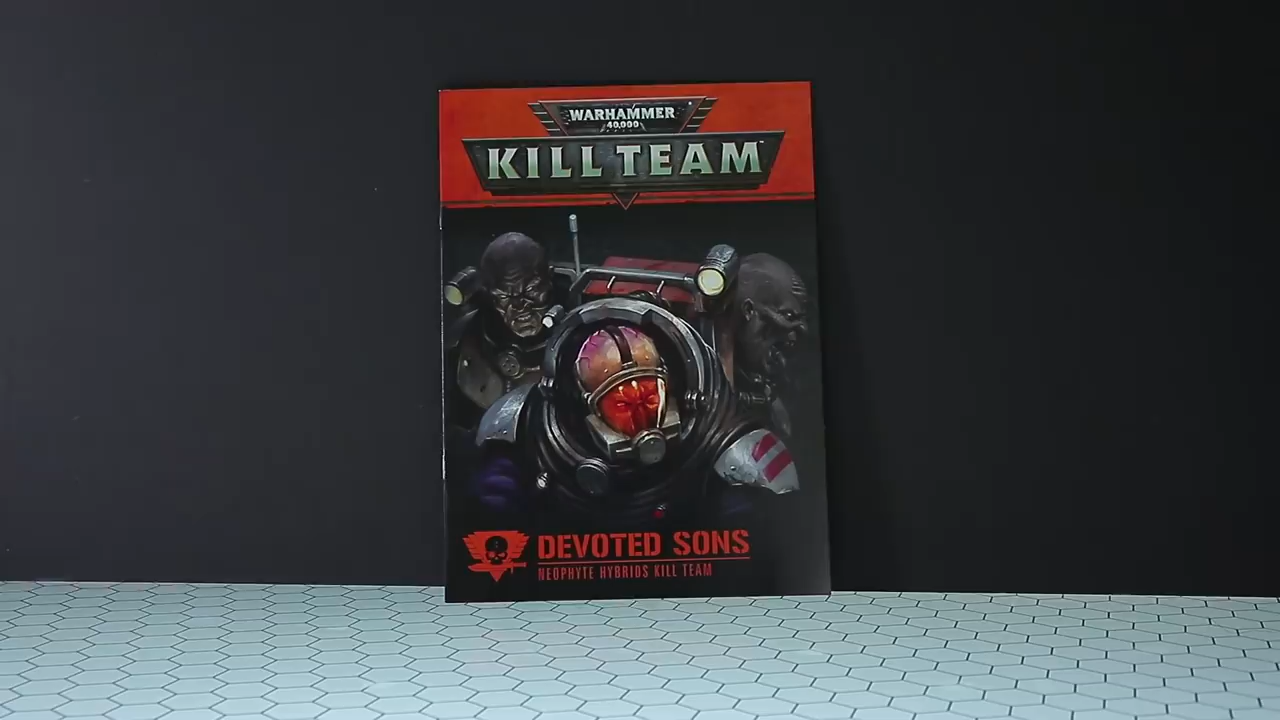 WARHAMMER
40,000
KILL TEAM
DEVOTED SONS
NEOPHYTE HYBRIDS KILL TEAM